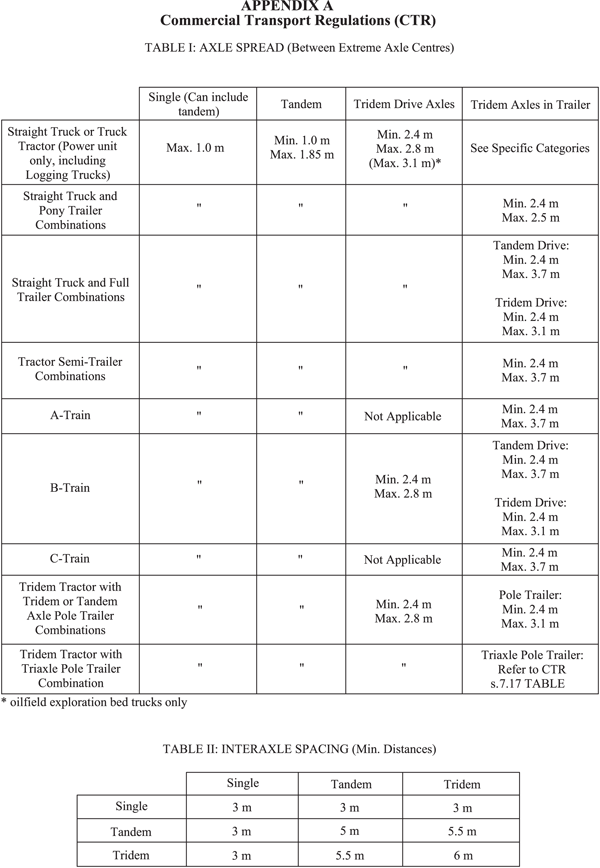 APPENDIX A
Commercial Transport Regulations (CTR)
TABLE I: AXLE SPREAD (Between Extreme Axle Centres)
Single (Can include
tandem)
Tandem
Tridem Drive Axles
Tridem Axles in Trailer
Straight Truck or Truck
Tractor (Power unit
only, including
Logging Trucks)
Max. 1.0 m
Min. 1.0 m
Max. 1.85 m
Min. 2.4 m
Max. 2.8 m
(Max. 3.1 m)*
See Specific Categories
Straight Truck and
Pony Trailer
Combinations
"
"
"
Min. 2.4 m
Max. 2.5 m
Straight Truck and Full
Trailer Combinations
"
"
"
Tandem Drive:
Min. 2.4 m
Max. 3.7 m
Tridem Drive:
Min. 2.4 m
Max. 3.1 m
Tractor Semi-Trailer
Combinations
"
"
"
Min. 2.4 m
Max. 3.7 m
A-Train
"
"
Not Applicable
Min. 2.4 m
Max. 3.7 m
B-Train
"
"
Min. 2.4 m
Max. 2.8 m
Tandem Drive:
Min. 2.4 m
Max. 3.7 m
Tridem Drive:
Min. 2.4 m
Max. 3.1 m
C-Train
"
"
Not Applicable
Min. 2.4 m
Max. 3.7 m
Tridem Tractor with
Tridem or Tandem
Axle Pole Trailer
Combinations
"
"
Min. 2.4 m
Max. 2.8 m
Pole Trailer:
Min. 2.4 m
Max. 3.1 m
Tridem Tractor with
Triaxle Pole Trailer
Combination
"
"
"
Triaxle Pole Trailer:
Refer to CTR
s.7.17 TABLE
* oilfield exploration bed trucks only
TABLE II: INTERAXLE SPACING (Min. Distances)
Single
Tandem
Tridem
Single
3 m
3 m
3 m
Tandem
3 m
5 m
5.5 m
Tridem
3 m
5.5 m
6 m